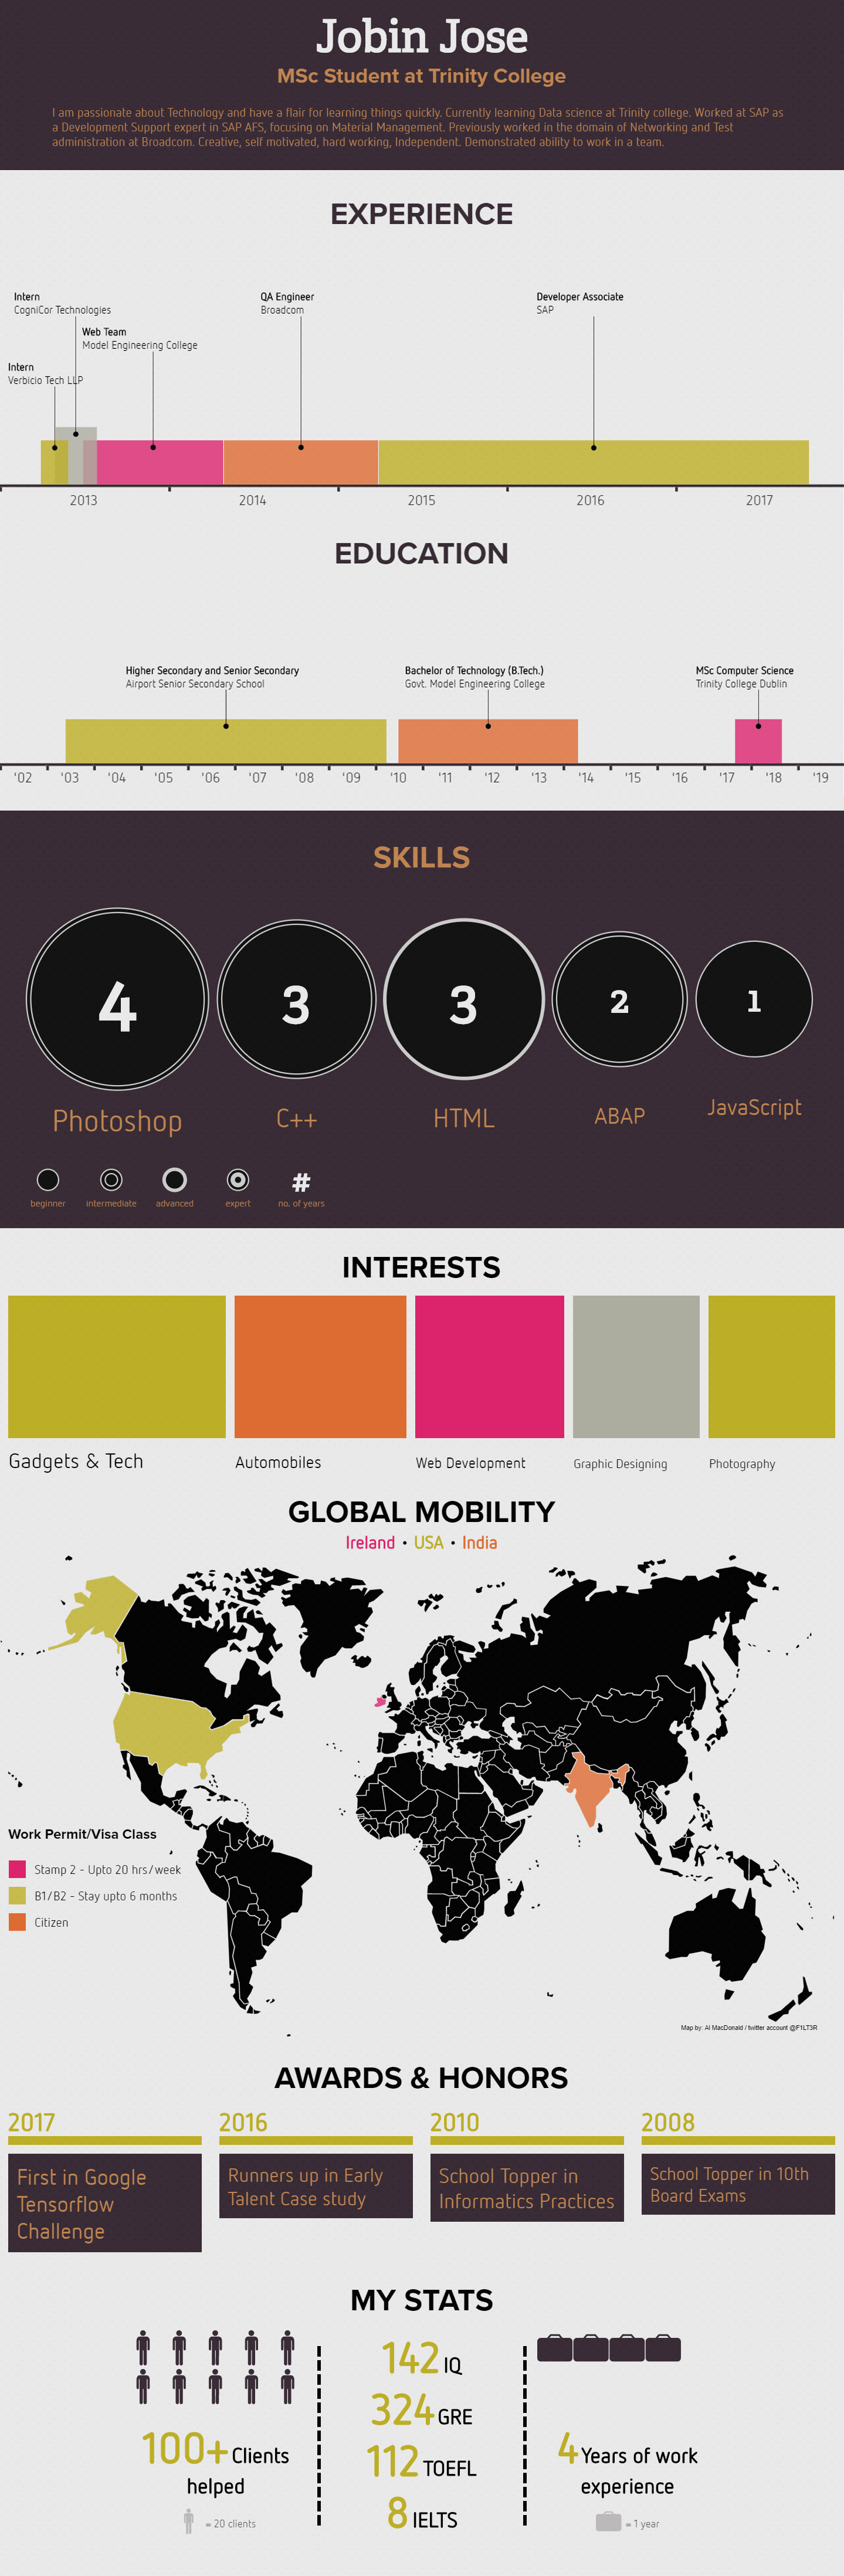 Jobin Jose
MSc Student at Trinity College
I am passionate about Technology and have a flair for learning things quickly. Currently learning Data science at Trinity college. Worked at SAP as
a Development Support expert in SAP AFS, focusing on Material Management. Previously worked in the domain of Networking and Test
administration at Broadcom. Creative, self motivated, hard working, Independent. Demonstrated ability to work in a team.
EXPERIENCE
Intern
CogniCor Technologies
QA Engineer
Broadcom
Developer Associate
SAP
Web Team
Model Engineering College
Intern
Verbicio Tech LLP
2013 2014 2015 2016 2017
EDUCATION
Higher Secondary and Senior Secondary
Airport Senior Secondary School
Bachelor of Technology (B.Tech.)
Govt. Model Engineering College
MSc Computer Science
Trinity College Dublin
'02 '03 '04 '05 '06 '07 '08 '09 '10 '11 '12 '13 '14 '15 '16 '17 '18 '19
SKILLS
4 3 3 2 1
Photoshop C++ HTML ABAP JavaScript
#
beginner intermediate advanced expert no. of years
INTERESTS
Gadgets & Tech Automobiles Web Development Graphic Designing Photography
GLOBAL MOBILITY
Ireland • USA • India
Work Permit/Visa Class
Stamp 2 - Upto 20 hrs/week
B1/B2 - Stay upto 6 months
Citizen
Map by: Al MacDonald / twitter account @F1LT3R
AWARDS & HONORS
2017
First in Google
Tensorflow
Challenge
2016
Runners up in Early
Talent Case study
2010
School Topper in
Informatics Practices
2008
School Topper in 10th
Board Exams
MY STATS
100+ Clients
helped
= 20 clients
142 IQ
324 GRE
112 TOEFL
8 IELTS
4 Years of work
experience
= 1 year